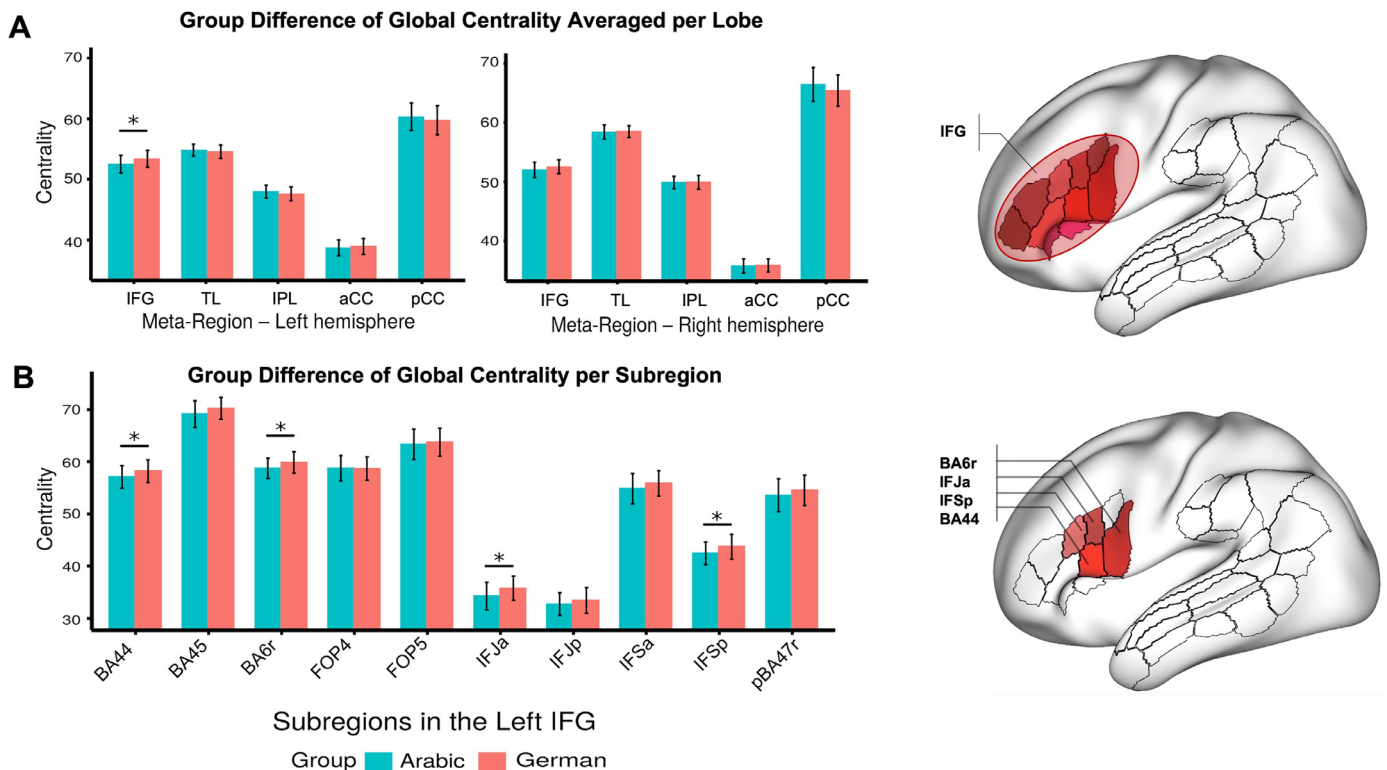 A
Group Difference of Global Centrality Averaged per Lobe
Centrality
70
60
50
40
*
IFG TL IPL aCC pCC
Meta-Region – Left hemisphere
70
60
50
40
IFG TL IPL aCC pCC
Meta-Region – Right hemisphere
IFG
B
Group Difference of Global Centrality per Subregion
Centrality
70
60
50
40
30
* * * *
BA44 BA45 BA6r FOP4 FOP5 IFJa IFJp IFSa IFSp pBA47r
Subregions in the Left IFG
Group Arabic German
BA6r
IFJa
IFSp
BA44